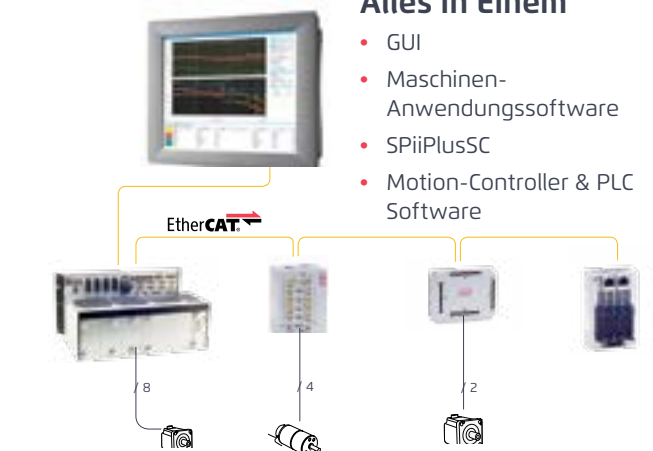 Alles in Einem
• GUI
• Maschinen-
Anwendungssoftware
• SPiiPlusSC
• Motion-Controller & PLC
Software
EtherCAT.
/ 8
/ 4
/ 2